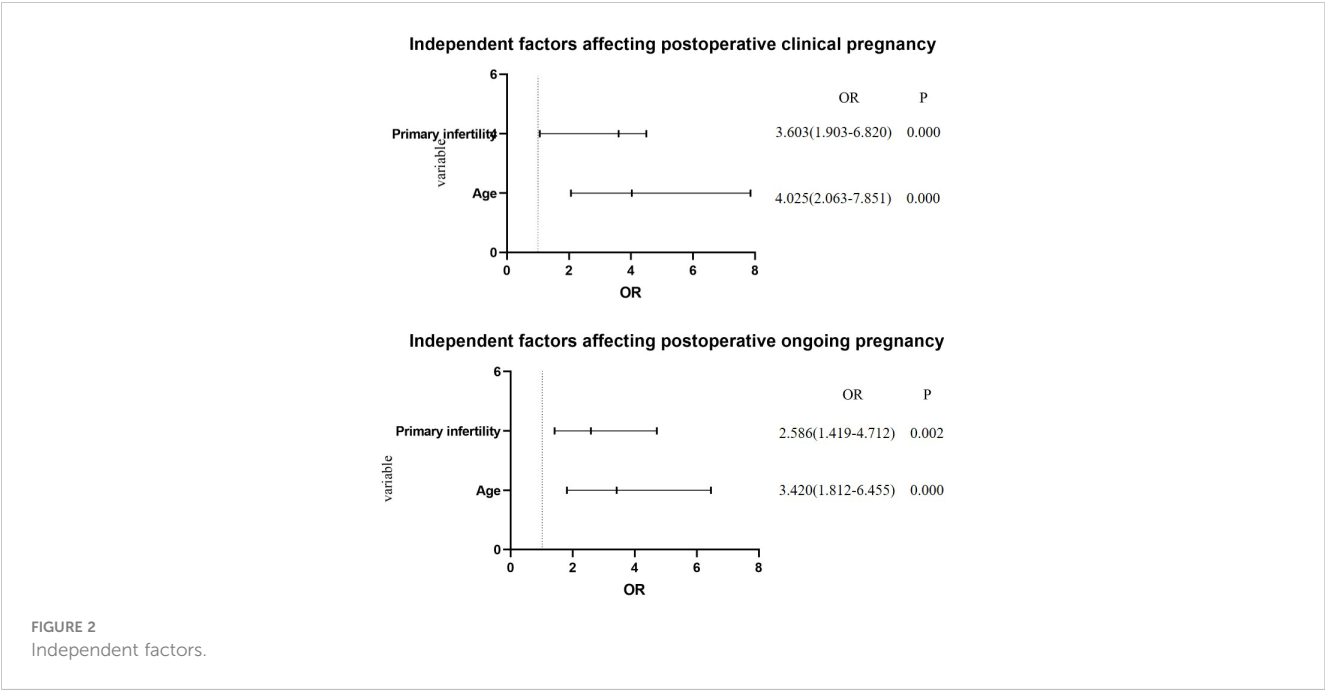 Independent factors affecting postoperative clinical pregnancy
6
OR P
Primary infertility 4 3.603(1.903-6.820) 0.000
variable
Age 4.025(2.063-7.851) 0.000
0
0 2 4 6 8
OR
Independent factors affecting postoperative ongoing pregnancy
6
OR P
Primary infertility 2.586(1.419-4.712) 0.002
variable
Age 3.420(1.812-6.455) 0.000
0
0 2 4 6 8
OR
FIGURE 2
Independent factors.